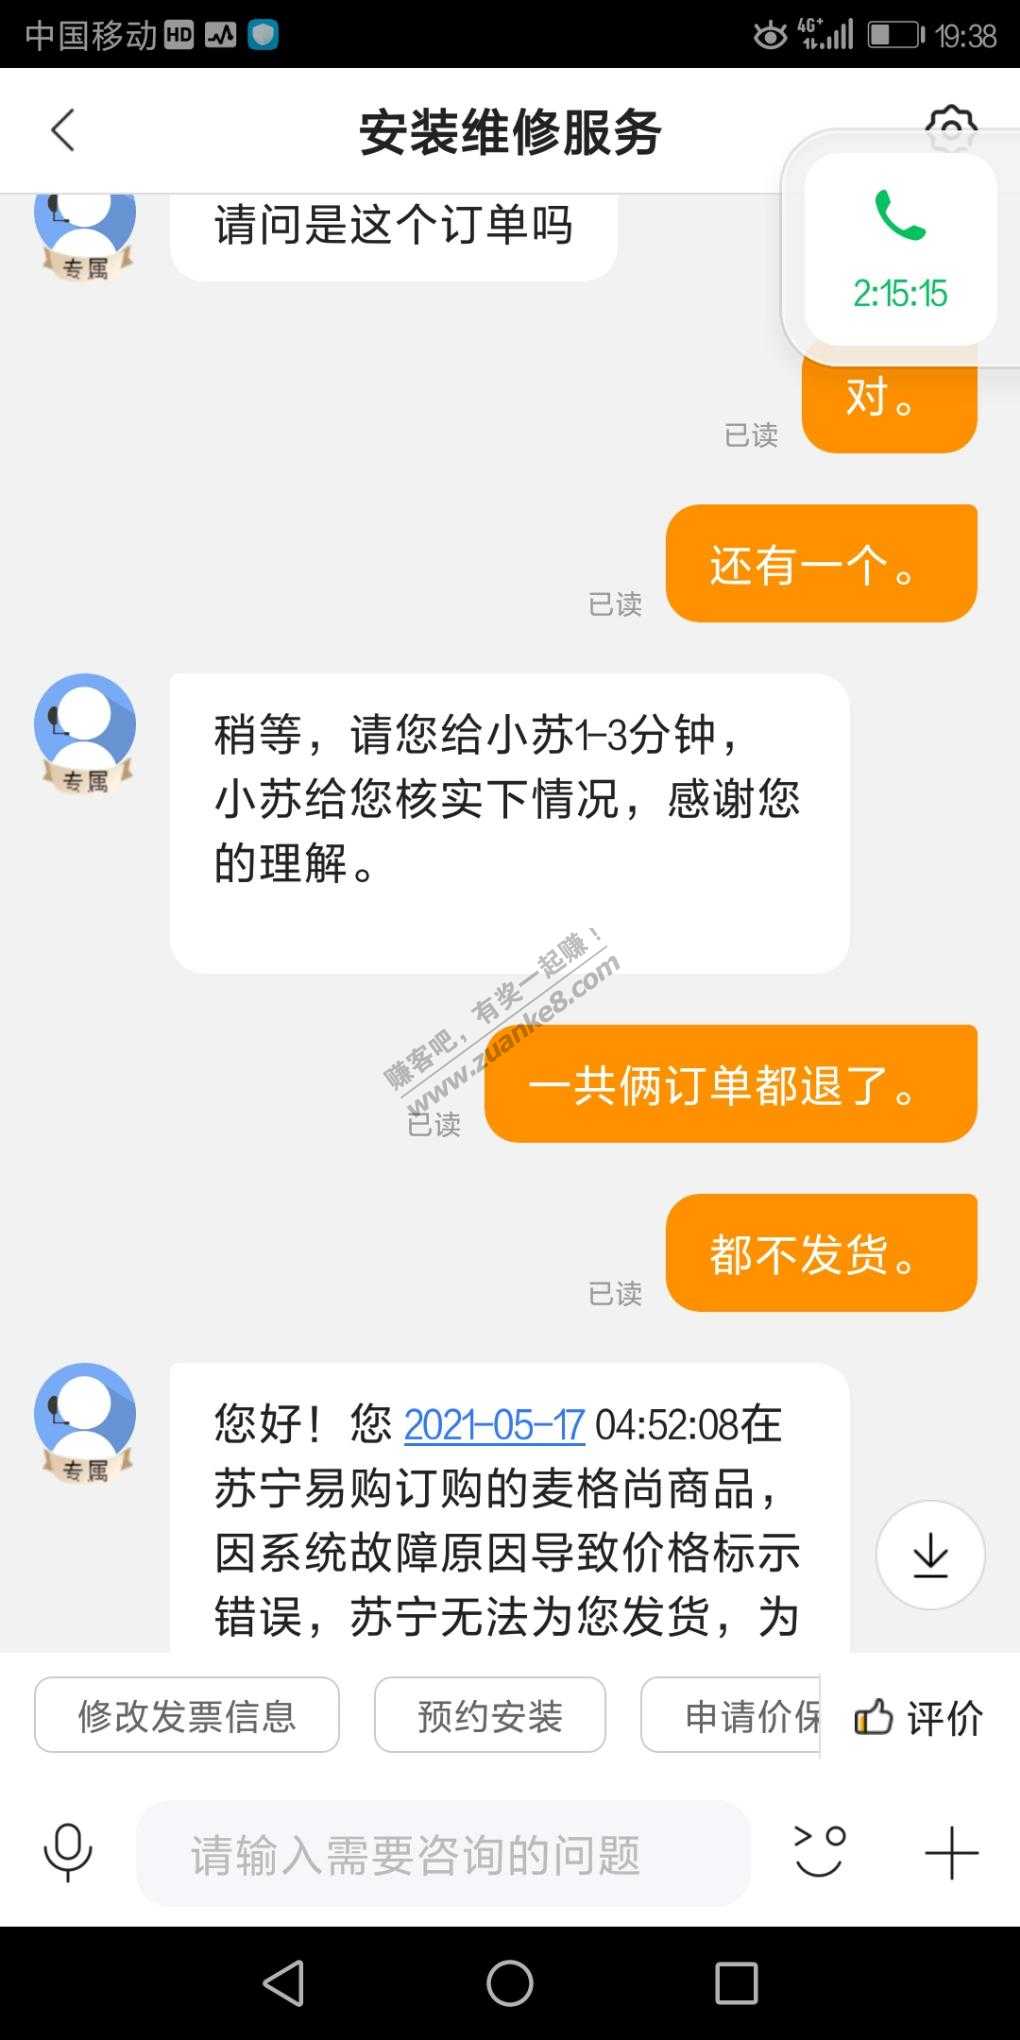 中国移动 HD 4G+ 19:38
安装维修服务
请问是这个订单吗
专属
2:15:15
对。
已读
还有一个。
已读
稍等，请您给小苏1-3分钟，
小苏给您核实下情况，感谢您
的理解。
专属
赚客吧，有奖一起赚！
www.zuanke8.com
一共俩订单都退了。
已读
都不发货。
已读
您好！您 2021-05-17 04:52:08在
苏宁易购订购的麦格尚商品，
因系统故障原因导致价格标示
错误，苏宁无法为您发货，为
专属
修改发票信息 预约安装 申请价保 评价
请输入需要咨询的问题